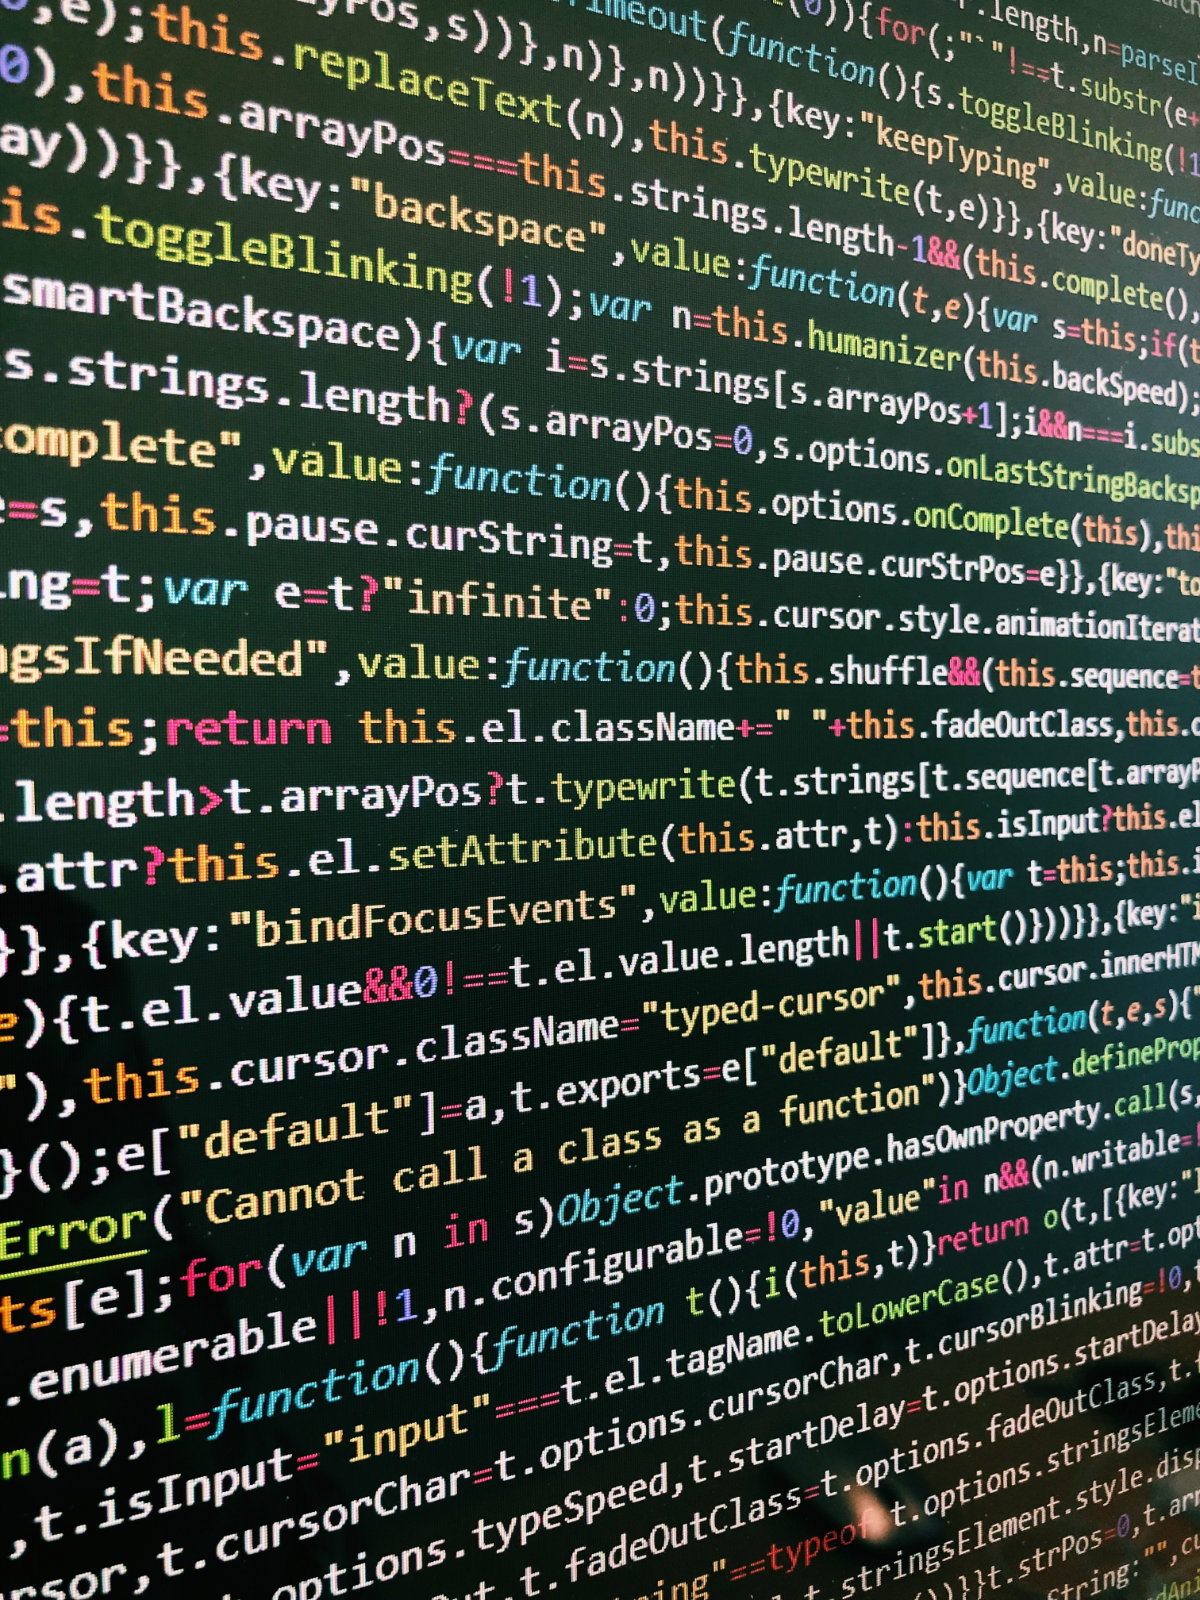 ,e);this.replaceText(n),this.typewrite(t,e)}},{key:"doneTy
0),this.arrayPos===this.strings.length-1&&(this.complete(),
ay))}},{key:"backspace",value:function(t,e){var s=this;if(t
is.toggleBlinking(!1);var n=this.humanizer(this.backSpeed);
smartBackspace){var i=s.strings[s.arrayPos+1];i&&n===i.subs
s.strings.length?(s.arrayPos=0,s.options.onLastStringBacksp
omplete",value:function(){this.options.onComplete(this),thi
=s,this.pause.curString=t,this.pause.curStrPos=e}},{key:"to
ng=t;var e=t?"infinite":0;this.cursor.style.animationIterat
gsIfNeeded",value:function(){this.shuffle&&(this.sequence=t
=this;return this.el.className+=" "+this.fadeOutClass,this.c
.length>t.arrayPos?t.typewrite(t.strings[t.sequence[t.arrayP
.attr?this.el.setAttribute(this.attr,t):this.isInput?this.el
}},{key:"bindFocusEvents",value:function(){var t=this;this.i
e){t.el.value&&0!==t.el.value.length||t.start()}))}},{key:"i
"),this.cursor.className="typed-cursor",this.cursor.innerHTM
}();e["default"]=a,t.exports=e["default"]},function(t,e,s){"
Error("Cannot call a class as a function")}Object.defineProp
ts[e];for(var n in s)Object.prototype.hasOwnProperty.call(s,
.enumerable||!1,n.configurable=!0,"value"in n&&(n.writable=!
n(a),l=function(){function t(){i(this,t)}return o(t,[{key:"i
,t.isInput="input"===t.el.tagName.toLowerCase(),t.attr=t.opt
rsor,t.cursorChar=t.options.cursorChar,t.cursorBlinking=!0,t
options.typeSpeed,t.startDelay=t.options.startDelay
t.fadeOutClass=t.options.fadeOutClass,t.f
ing"==typeof t.options.stringsEleme
t.stringsElement.style.disp
}}t.strPos=0,t.arr
String:"",cu